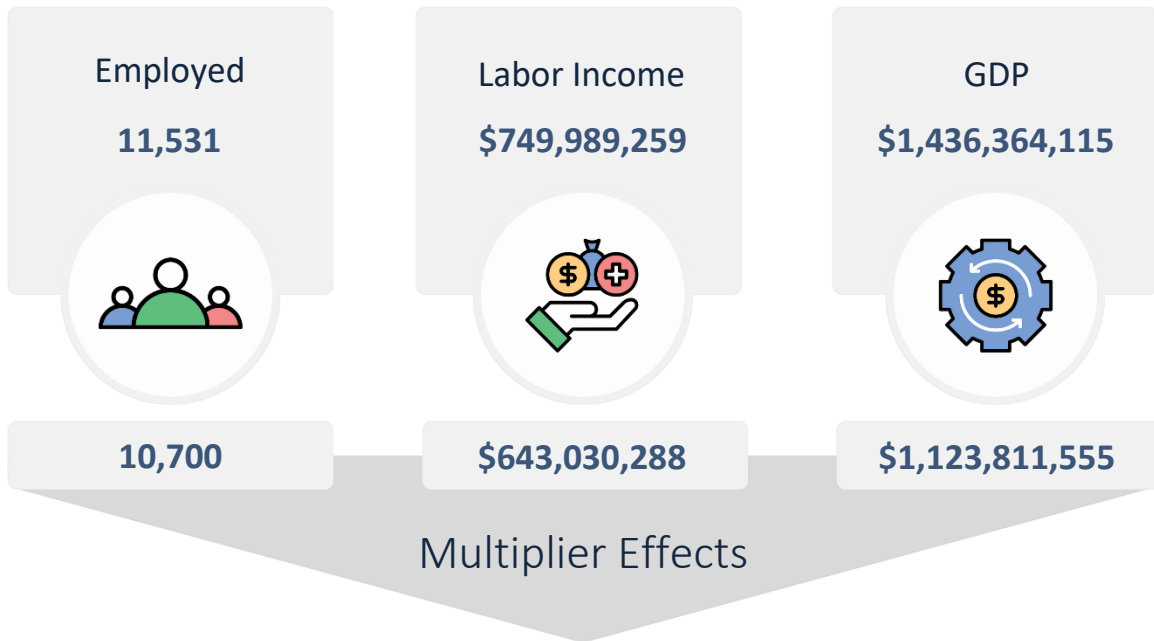 Employed
11,531
Labor Income
$749,989,259
GDP
$1,436,364,115
$
$
10,700
$643,030,288
$1,123,811,555
Multiplier Effects